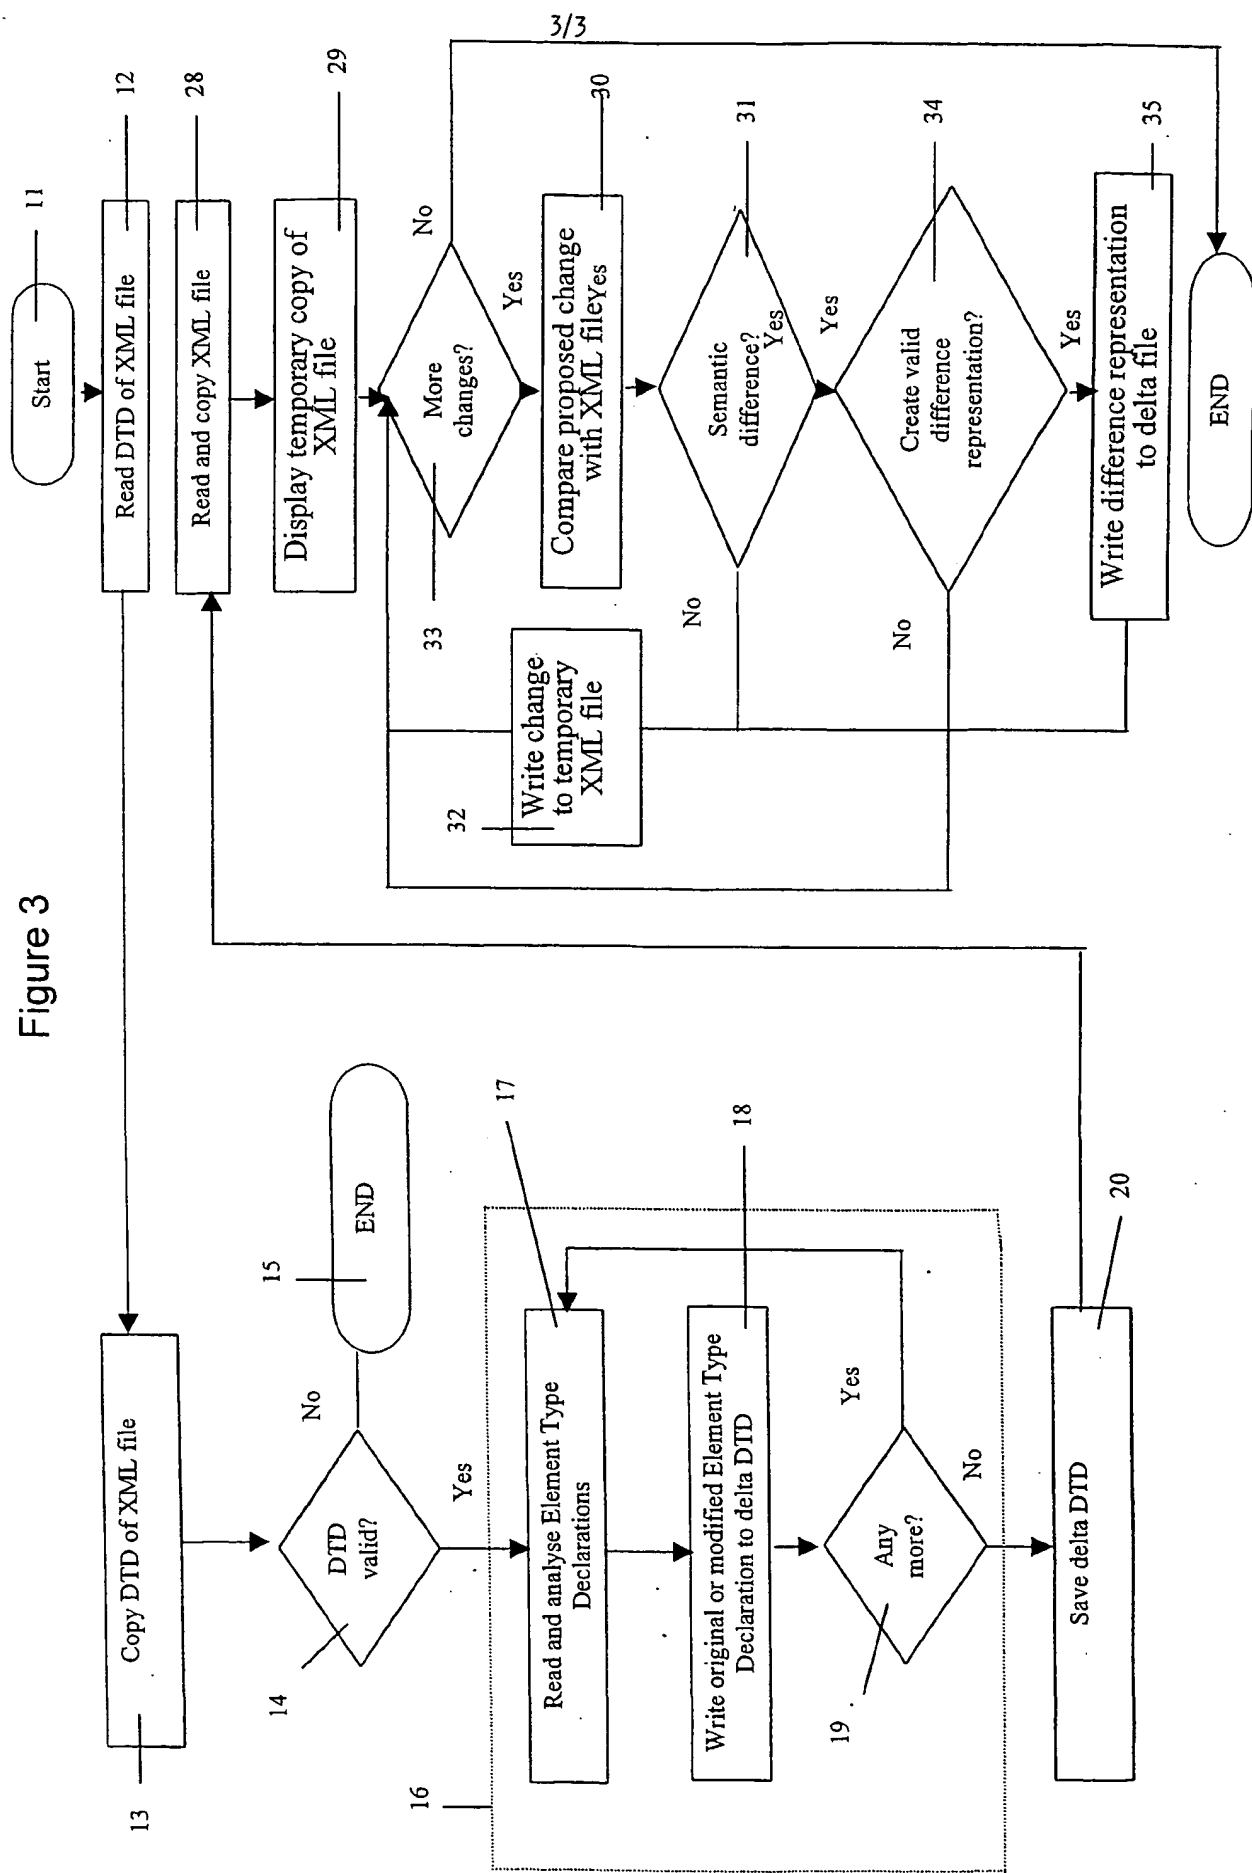 3/3
Figure 3
Start
11
Read DTD of XML file
12
Read and copy XML file
28
Display temporary copy of
XML file
29
More
changes?
33
No
Yes
Compare proposed change
with XML file
Yes
30
Semantic
difference?
31
Yes
Yes
No
Write change
to temporary
XML file
32
Create valid
difference
representation?
34
No
Yes
Write difference representation
to delta file
35
END
Copy DTD of XML file
13
DTD
valid?
14
No
END
15
Yes
16
Read and analyse Element Type
Declarations
17
Write original or modified Element Type
Declaration to delta DTD
18
Any
more?
19
Yes
No
Save delta DTD
20